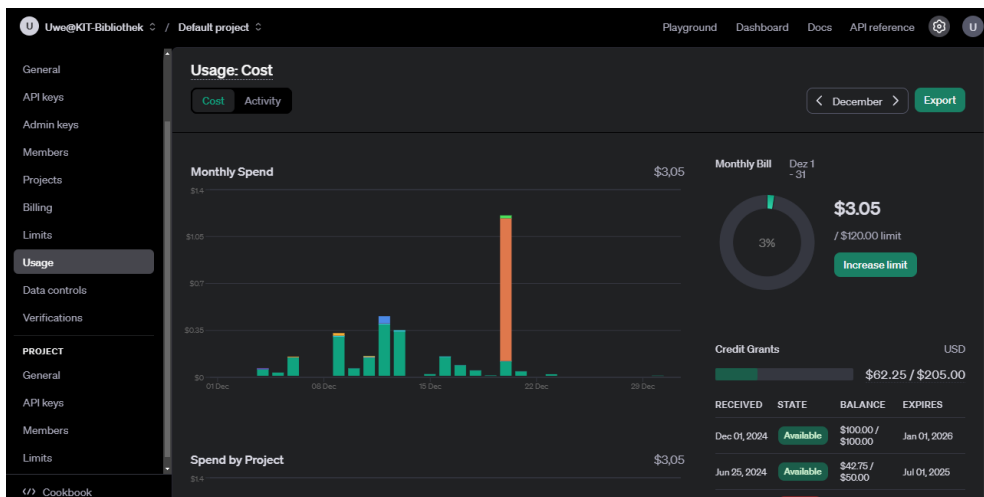 U Uwe@KIT-Bibliothek / Default project
Playground Dashboard Docs API reference U
General
API keys
Admin keys
Members
Projects
Billing
Limits
Usage
Data controls
Verifications
PROJECT
General
API keys
Members
Limits
</> Cookbook
Usage: Cost
Cost Activity
December
Export
Monthly Spend $3,05
$1.4
$1.05
$0.7
$0.35
$0
01 Dec 08 Dec 15 Dec 22 Dec 29 Dec
Spend by Project $3,05
$1.4
Monthly Bill Dez 1
- 31
3%
$3.05
/ $120.00 limit
Increase limit
Credit Grants USD
$62.25 / $205.00
RECEIVED STATE BALANCE EXPIRES
Dec 01, 2024 Available $100.00 / $100.00 Jan 01, 2026
Jun 25, 2024 Available $42.75 / $50.00 Jul 01, 2025